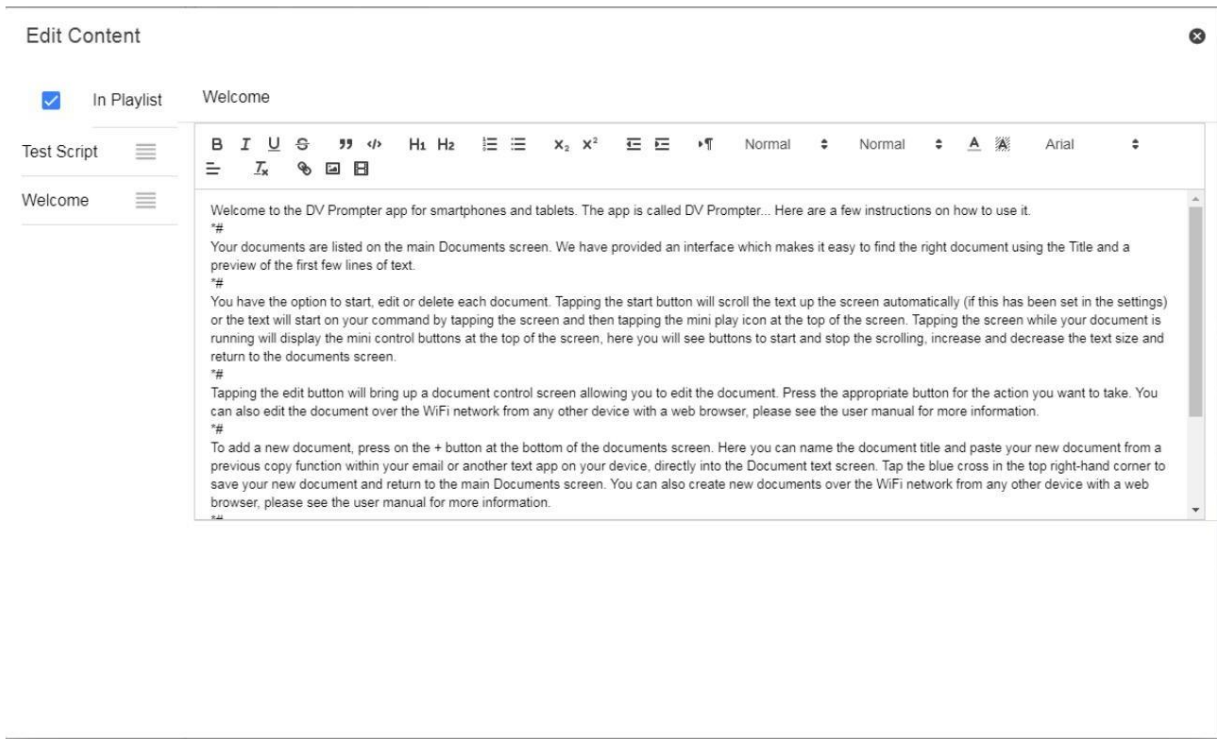 Edit Content
In Playlist
Welcome
Test Script
Welcome
B I U S ” </> H1 H2 X₂ X² ¶ Normal Normal A A Arial
Tx
Welcome to the DV Prompter app for smartphones and tablets. The app is called DV Prompter... Here are a few instructions on how to use it.
*#
Your documents are listed on the main Documents screen. We have provided an interface which makes it easy to find the right document using the Title and a
preview of the first few lines of text.
*#
You have the option to start, edit or delete each document. Tapping the start button will scroll the text up the screen automatically (if this has been set in the settings)
or the text will start on your command by tapping the screen and then tapping the mini play icon at the top of the screen. Tapping the screen while your document is
running will display the mini control buttons at the top of the screen, here you will see buttons to start and stop the scrolling, increase and decrease the text size and
return to the documents screen.
*#
Tapping the edit button will bring up a document control screen allowing you to edit the document. Press the appropriate button for the action you want to take. You
can also edit the document over the WiFi network from any other device with a web browser, please see the user manual for more information.
*#
To add a new document, press on the + button at the bottom of the documents screen. Here you can name the document title and paste your new document from a
previous copy function within your email or another text app on your device, directly into the Document text screen. Tap the blue cross in the top right-hand corner to
save your new document and return to the main Documents screen. You can also create new documents over the WiFi network from any other device with a web
browser, please see the user manual for more information.